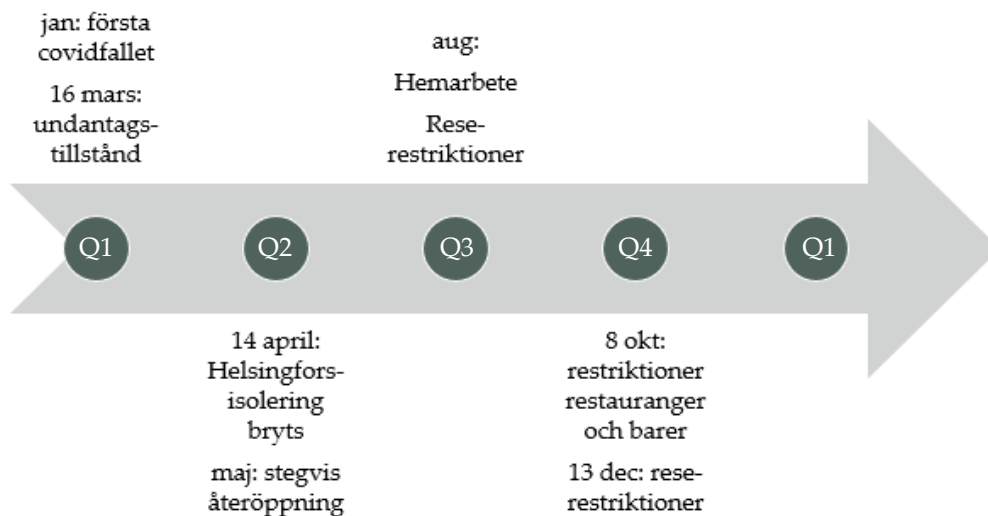 jan: första
covidfallet
16 mars:
undantags-
tillstånd
aug:
Hemarbete
Rese-
restriktioner
Q1
Q2
Q3
Q4
Q1
14 april:
Helsingfors-
isolering
bryts
maj: stegvis
återöppning
8 okt:
restriktioner
restauranger
och barer
13 dec: rese-
restriktioner